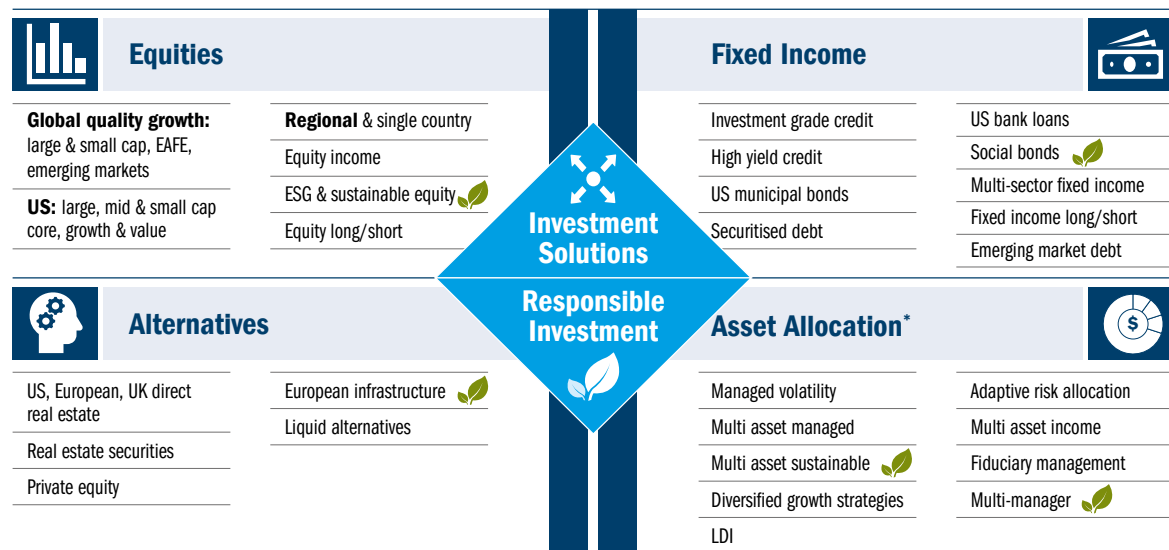 Equities
Global quality growth:
large & small cap, EAFE,
emerging markets
US: large, mid & small cap
core, growth & value
Regional & single country
Equity income
ESG & sustainable equity
Equity long/short
Fixed Income
Investment grade credit
High yield credit
US municipal bonds
Securitised debt
US bank loans
Social bonds
Multi-sector fixed income
Fixed income long/short
Emerging market debt
Investment
Solutions
Responsible
Investment
Alternatives
US, European, UK direct
real estate
Real estate securities
Private equity
European infrastructure
Liquid alternatives
Asset Allocation*
$
Managed volatility
Multi asset managed
Multi asset sustainable
Diversified growth strategies
LDI
Adaptive risk allocation
Multi asset income
Fiduciary management
Multi-manager